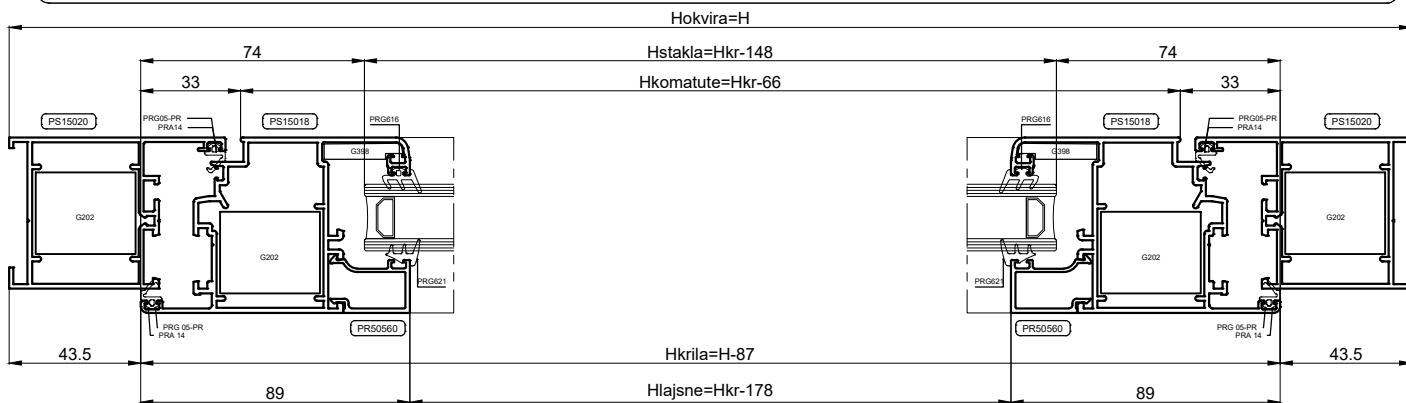 Hokvira=H
74
Hstakla=Hkr-148
74
33
Hkomatute=Hkr-66
33
PS15020
PRG05-PR
PRA14
PS15018
PRG616
PRG616
PS15018
PRG05-PR
PRA14
PS15020
G398
G398
G202
G202
G202
G202
PRG621
PRG621
PRG 05-PR
PRA 14
PR50560
PR50560
PRG 05-PR
PRA 14
43.5
Hkrila=H-87
43.5
89
Hlajsne=Hkr-178
89